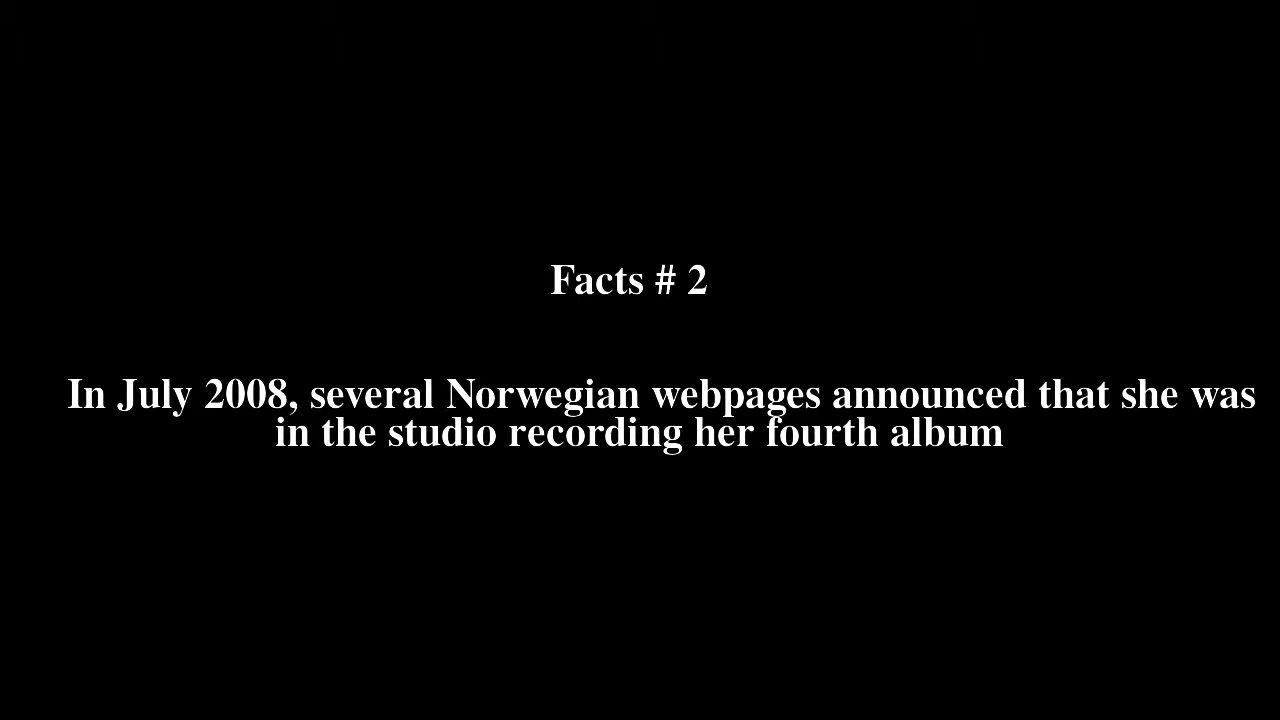 Facts # 2
In July 2008, several Norwegian webpages announced that she was
in the studio recording her fourth album